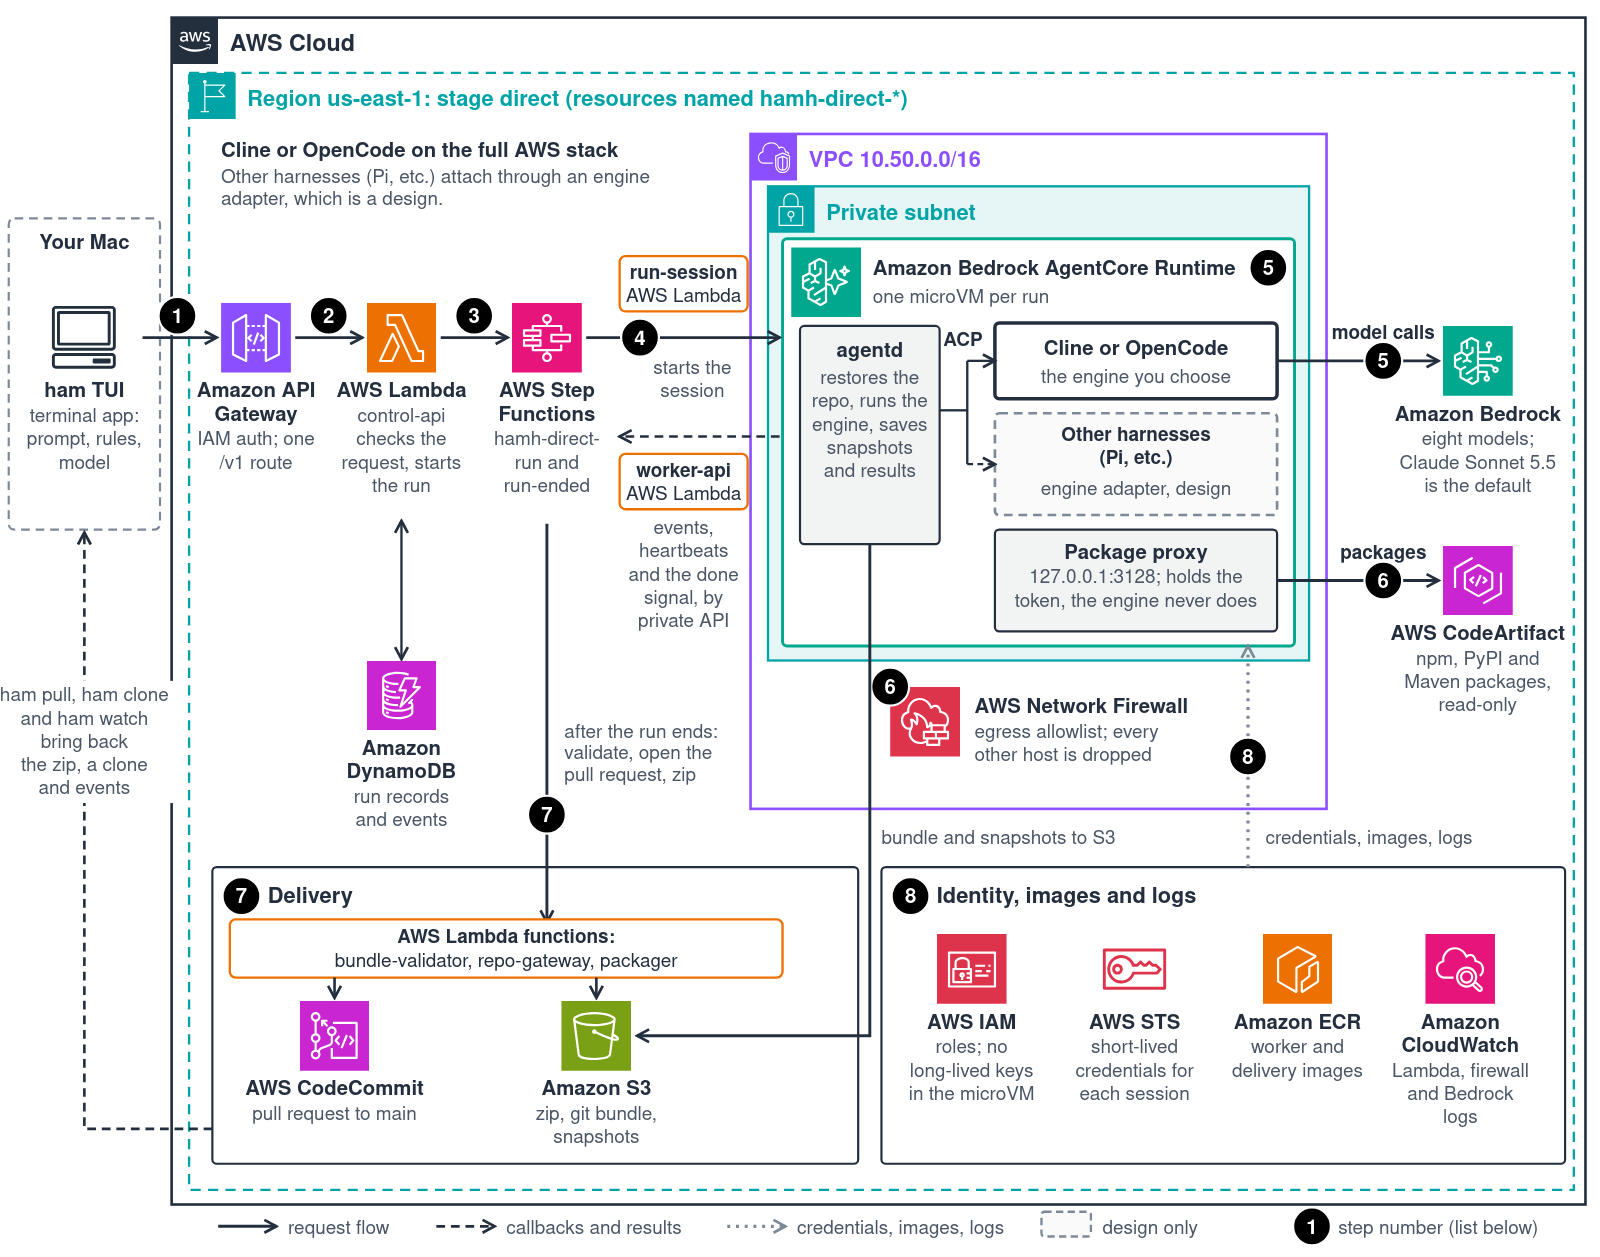 aws
AWS Cloud
Region us-east-1: stage direct (resources named hamh-direct-*)
Cline or OpenCode on the full AWS stack
Other harnesses (Pi, etc.) attach through an engine
adapter, which is a design.
VPC 10.50.0.0/16
Private subnet
Your Mac
ham TUI
terminal app:
prompt, rules,
model
1
Amazon API
Gateway
IAM auth; one
/v1 route
2
AWS Lambda
control-api
checks the
request, starts
the run
3
AWS Step
Functions
hamh-direct-
run and
run-ended
run-session
AWS Lambda
4
starts the
session
worker-api
AWS Lambda
events,
heartbeats
and the done
signal, by
private API
Amazon Bedrock AgentCore Runtime
5
one microVM per run
agentd
restores the
repo, runs the
engine, saves
snapshots
and results
ACP
Cline or OpenCode
the engine you choose
Other harnesses
(Pi, etc.)
engine adapter, design
Package proxy
127.0.0.1:3128; holds the
token, the engine never does
model calls
5
Amazon Bedrock
eight models;
Claude Sonnet 5.5
is the default
packages
6
AWS CodeArtifact
npm, PyPI and
Maven packages,
read-only
6
AWS Network Firewall
egress allowlist; every
other host is dropped
8
ham pull, ham clone
and ham watch
bring back
the zip, a clone
and events
Amazon
DynamoDB
run records
and events
after the run ends:
validate, open the
pull request, zip
7
bundle and snapshots to S3
credentials, images, logs
7
Delivery
AWS Lambda functions:
bundle-validator, repo-gateway, packager
AWS CodeCommit
pull request to main
Amazon S3
zip, git bundle,
snapshots
8
Identity, images and logs
AWS IAM
roles; no
long-lived keys
in the microVM
AWS STS
short-lived
credentials for
each session
Amazon ECR
worker and
delivery images
Amazon
CloudWatch
Lambda, firewall
and Bedrock
logs
request flow
callbacks and results
credentials, images, logs
design only
1
step number (list below)